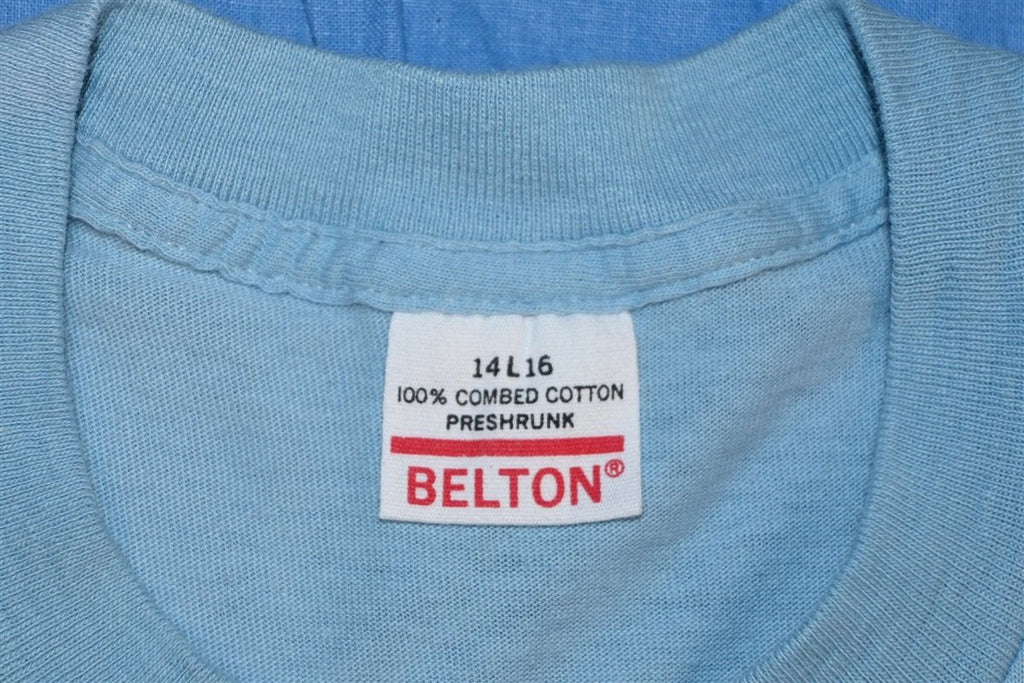 14 L 16
100% COMBED COTTON
PRESHRUNK
BELTON®